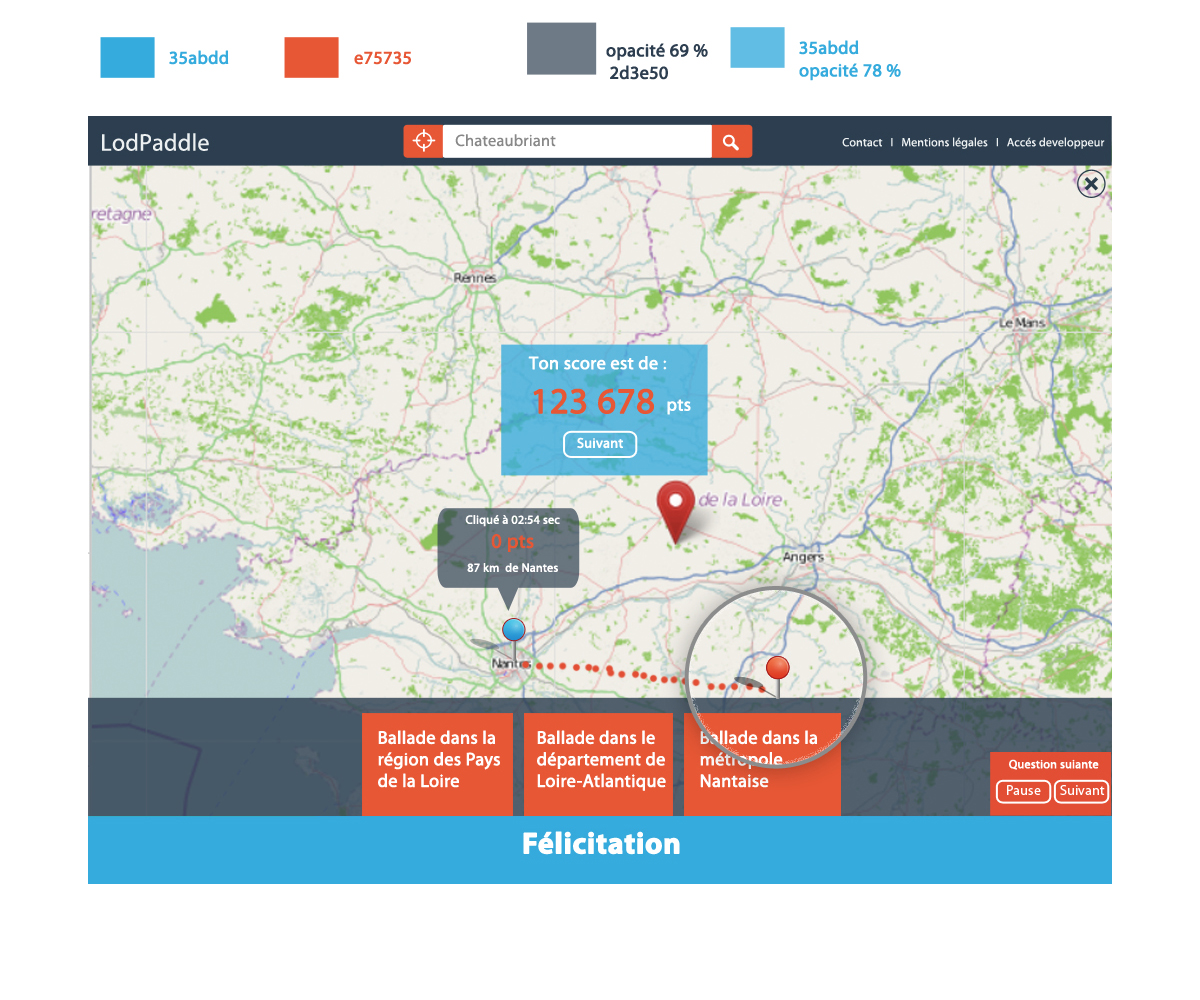 35abdd
e75735
opacité 69 %
2d3e50
35abdd
opacité 78 %
LodPaddle
Chateaubriant
Contact I Mentions légales I Accés developpeur
retagne
Rennes
Le Mans
Ton score est de :
123 678 pts
Suivant
de la Loire
Cliqué à 02:54 sec
0 pts
87 km de Nantes
Angers
Nantes
Ballade dans la
région des Pays
de la Loire
Ballade dans le
département de
Loire-Atlantique
Ballade dans la
métropole
Nantaise
Question suiante
Pause
Suivant
Félicitation